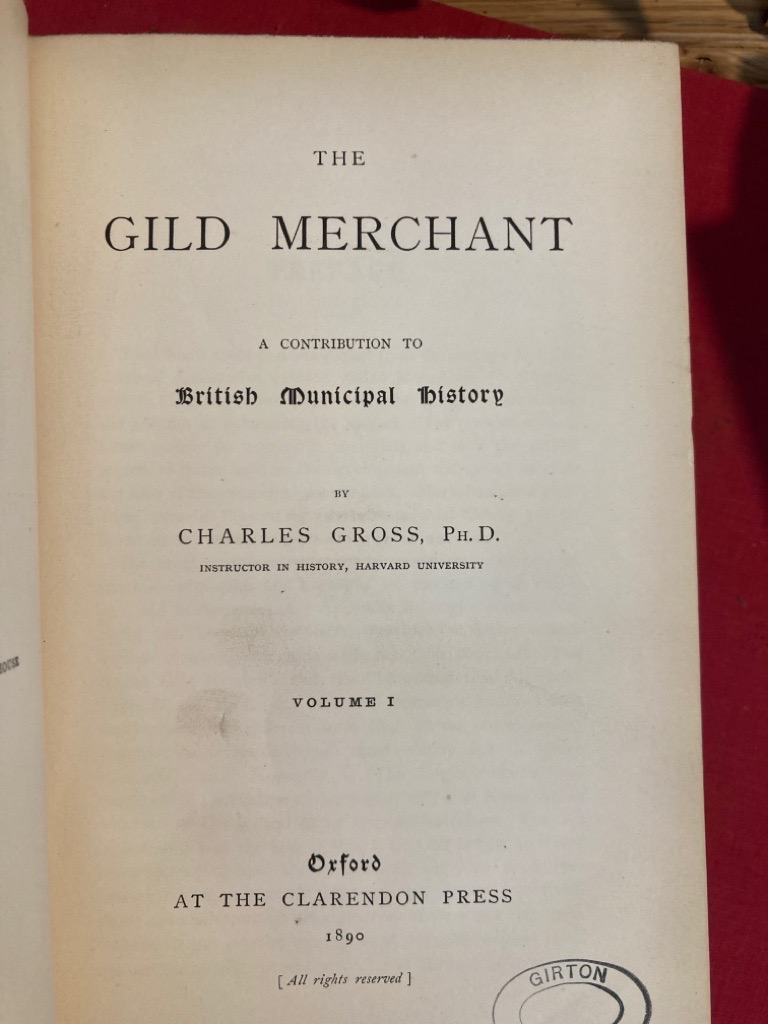 THE
GILD MERCHANT
A CONTRIBUTION TO
British Municipal History
BY
CHARLES GROSS, PH.D.
INSTRUCTOR IN HISTORY, HARVARD UNIVERSITY
VOLUME I
Oxford
AT THE CLARENDON PRESS
1890
[All rights reserved]
GIRTON